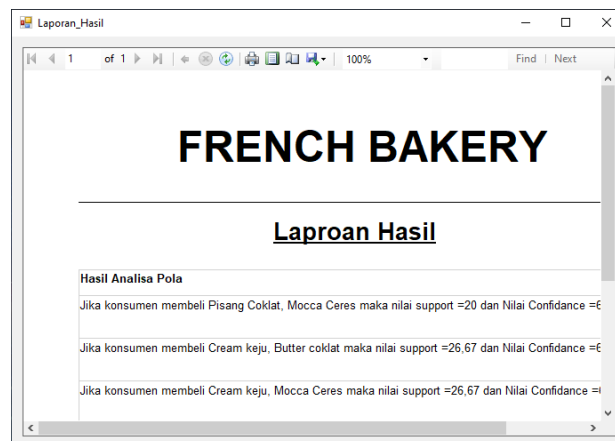 Laporan_Hasil
1 of 1 100% Find | Next
FRENCH BAKERY
Laproan Hasil
Hasil Analisa Pola
Jika konsumen membeli Pisang Coklat, Mocca Ceres maka nilai support =20 dan Nilai Confidance =6
Jika konsumen membeli Cream keju, Butter coklat maka nilai support =26,67 dan Nilai Confidance =6
Jika konsumen membeli Cream keju, Mocca Ceres maka nilai support =26,67 dan Nilai Confidance =